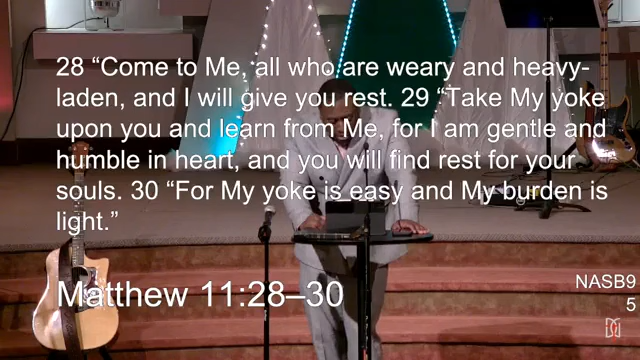 28 “Come to Me, all who are weary and heavy-
laden, and I will give you rest. 29 “Take My yoke
upon you and learn from Me, for I am gentle and
humble in heart, and you will find rest for your
souls. 30 “For My yoke is easy and My burden is
light.”
Matthew 11:28–30
NASB9
5